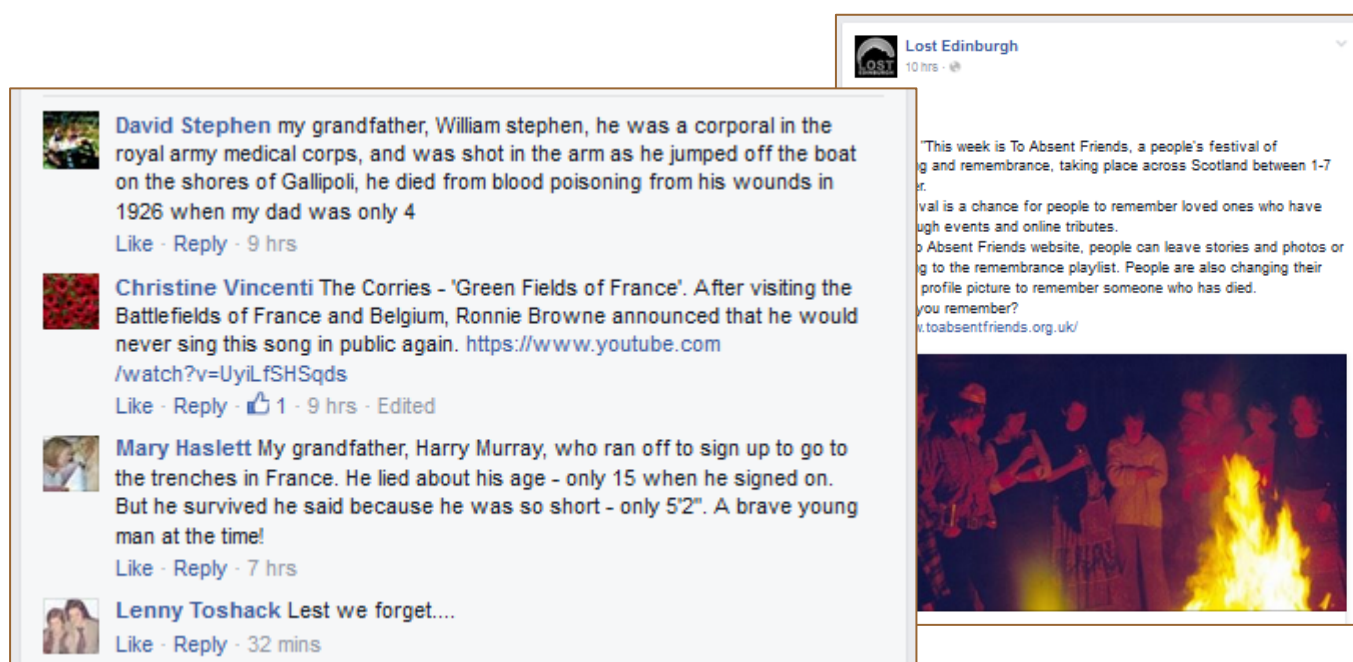 David Stephen my grandfather, William stephen, he was a corporal in the
royal army medical corps, and was shot in the arm as he jumped off the boat
on the shores of Gallipoli, he died from blood poisoning from his wounds in
1926 when my dad was only 4
Like · Reply · 9 hrs
Christine Vincenti The Corries - 'Green Fields of France'. After visiting the
Battlefields of France and Belgium, Ronnie Browne announced that he would
never sing this song in public again. https://www.youtube.com
/watch?v=UyiLfSHSqds
Like · Reply · 1 · 9 hrs · Edited
Mary Haslett My grandfather, Harry Murray, who ran off to sign up to go to
the trenches in France. He lied about his age - only 15 when he signed on.
But he survived he said because he was so short - only 5'2". A brave young
man at the time!
Like · Reply · 7 hrs
Lenny Toshack Lest we forget....
Like · Reply · 32 mins
LOST
EDINBURGH
Lost Edinburgh
10 hrs ·
"This week is To Absent Friends, a people's festival of
g and remembrance, taking place across Scotland between 1-7
er.
val is a chance for people to remember loved ones who have
ugh events and online tributes.
o Absent Friends website, people can leave stories and photos or
g to the remembrance playlist. People are also changing their
profile picture to remember someone who has died.
you remember?
w.toabsentfriends.org.uk/